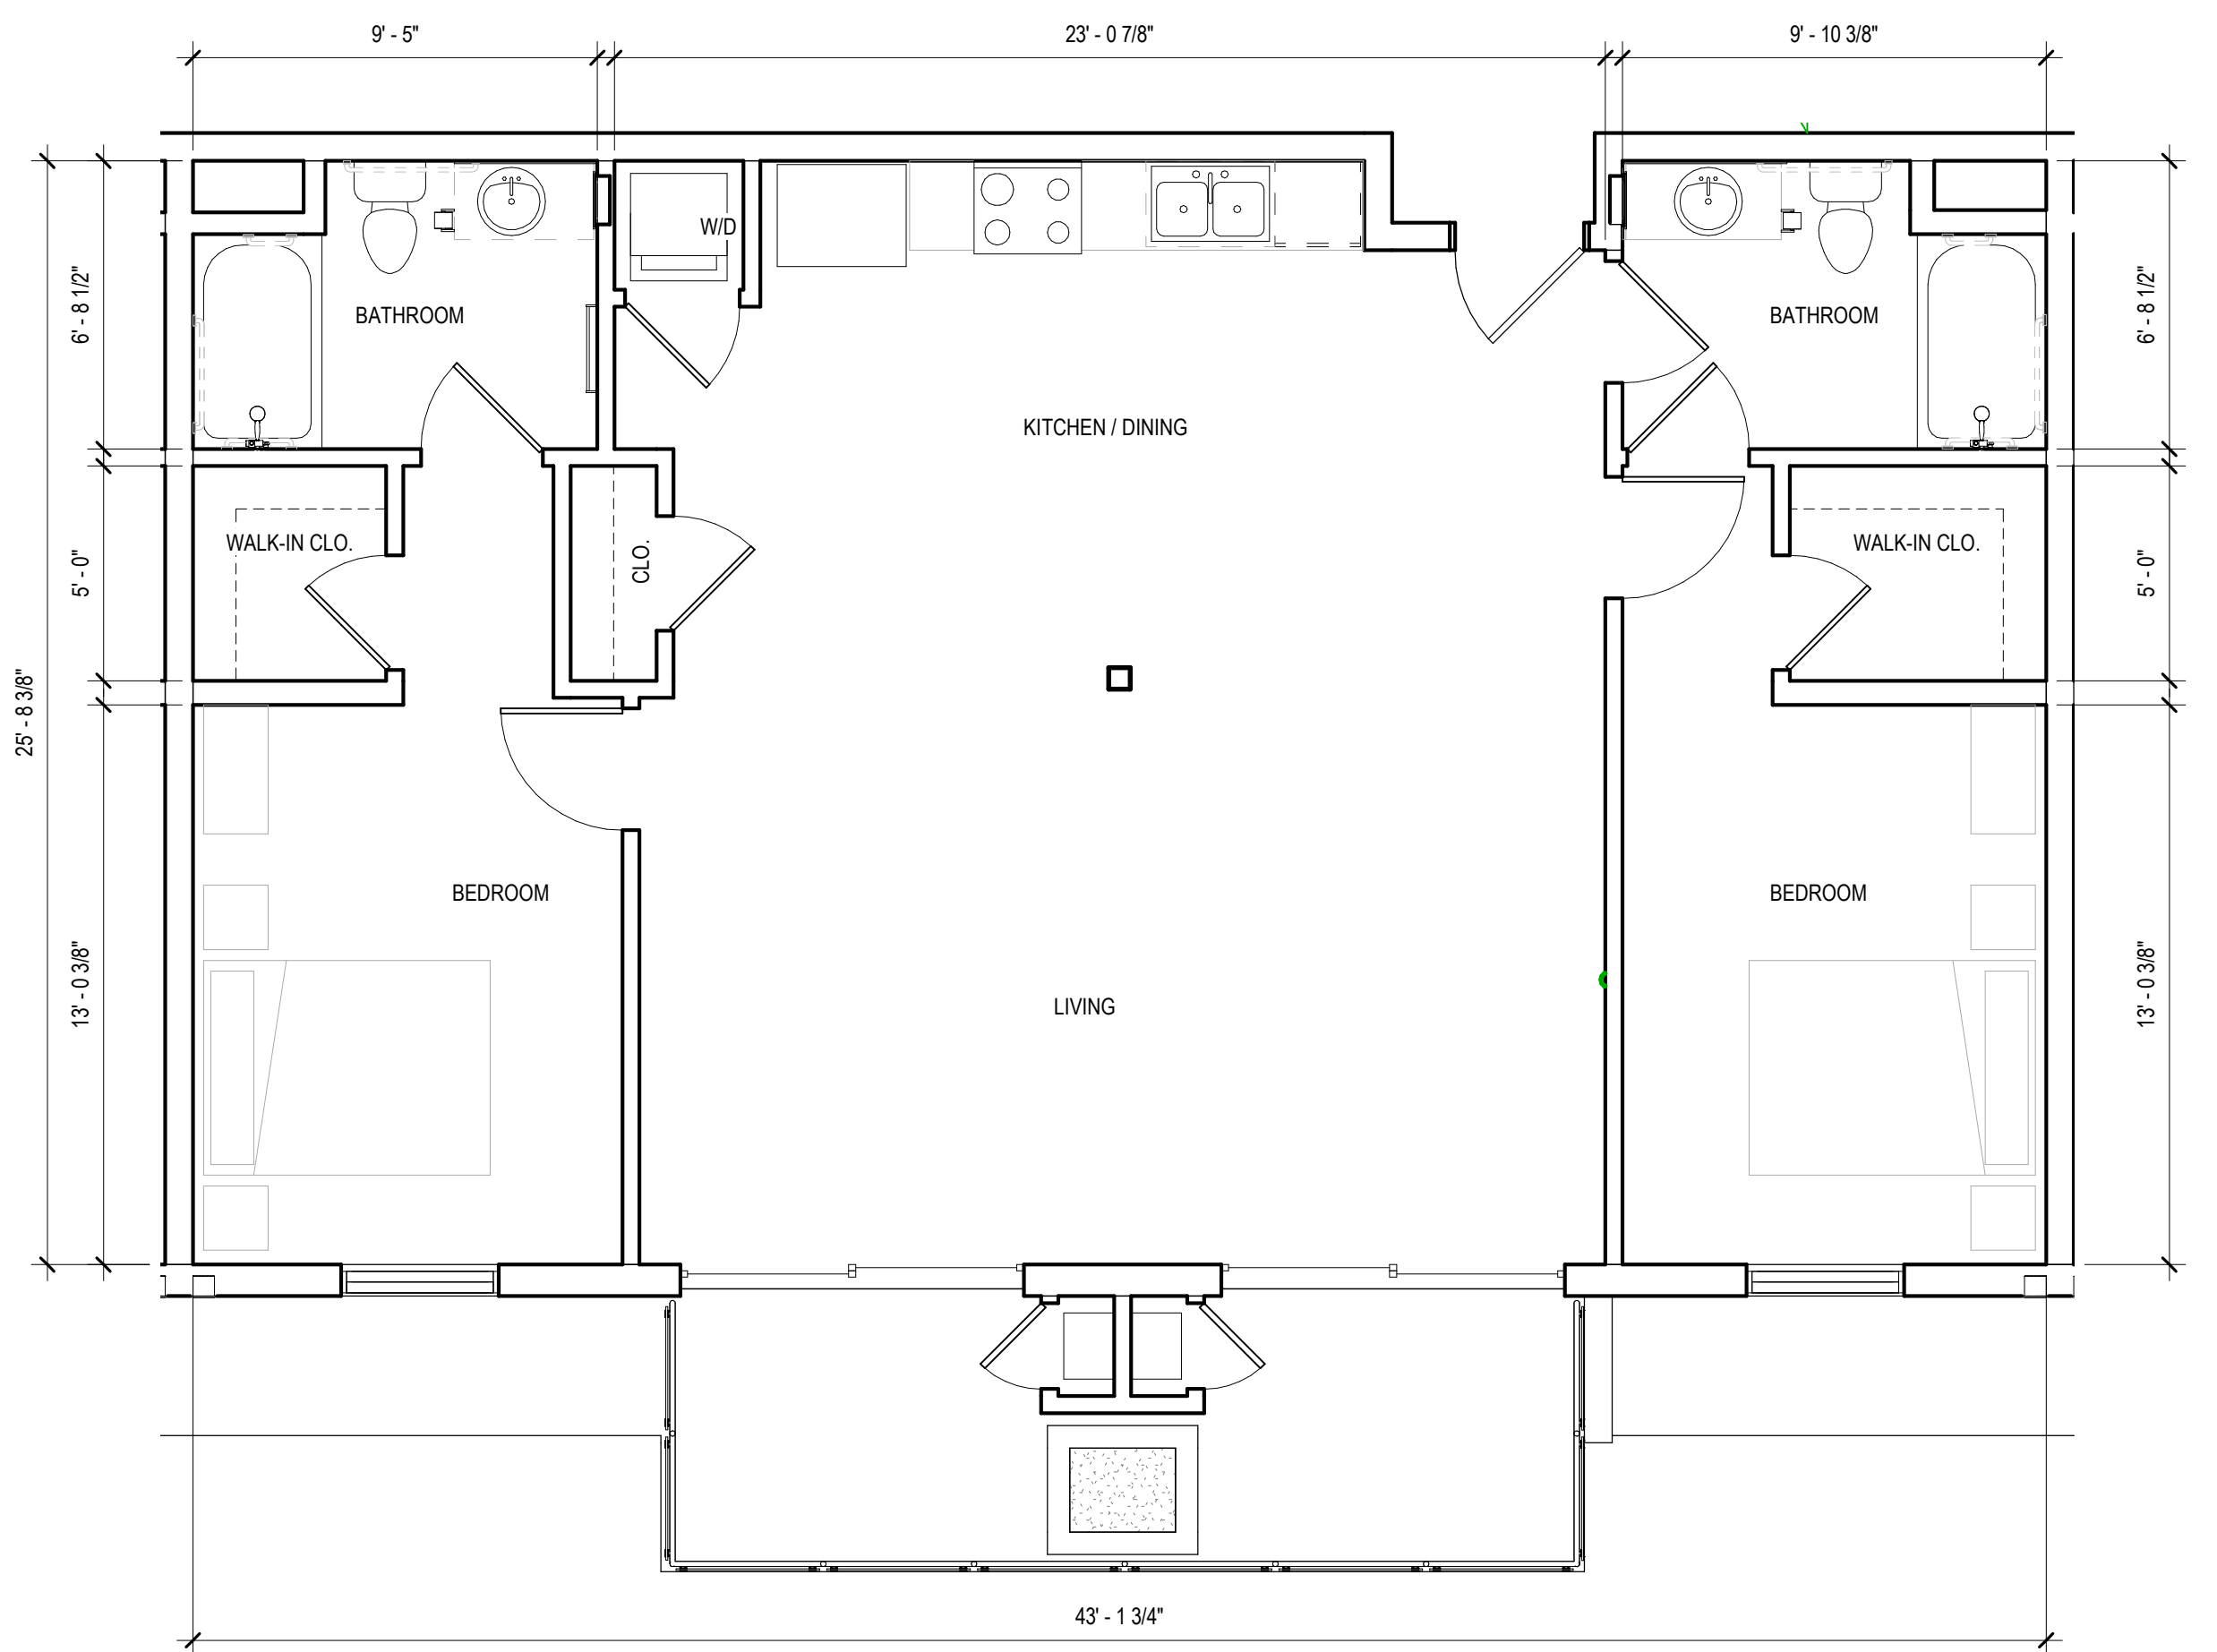 9' - 5"
23' - 0 7/8"
9' - 10 3/8"
W/D
6' - 8 1/2"
BATHROOM
BATHROOM
6' - 8 1/2"
KITCHEN / DINING
WALK-IN CLO.
CLO.
WALK-IN CLO.
5' - 0"
5' - 0"
25' - 8 3/8"
BEDROOM
BEDROOM
13' - 0 3/8"
13' - 0 3/8"
LIVING
43' - 1 3/4"